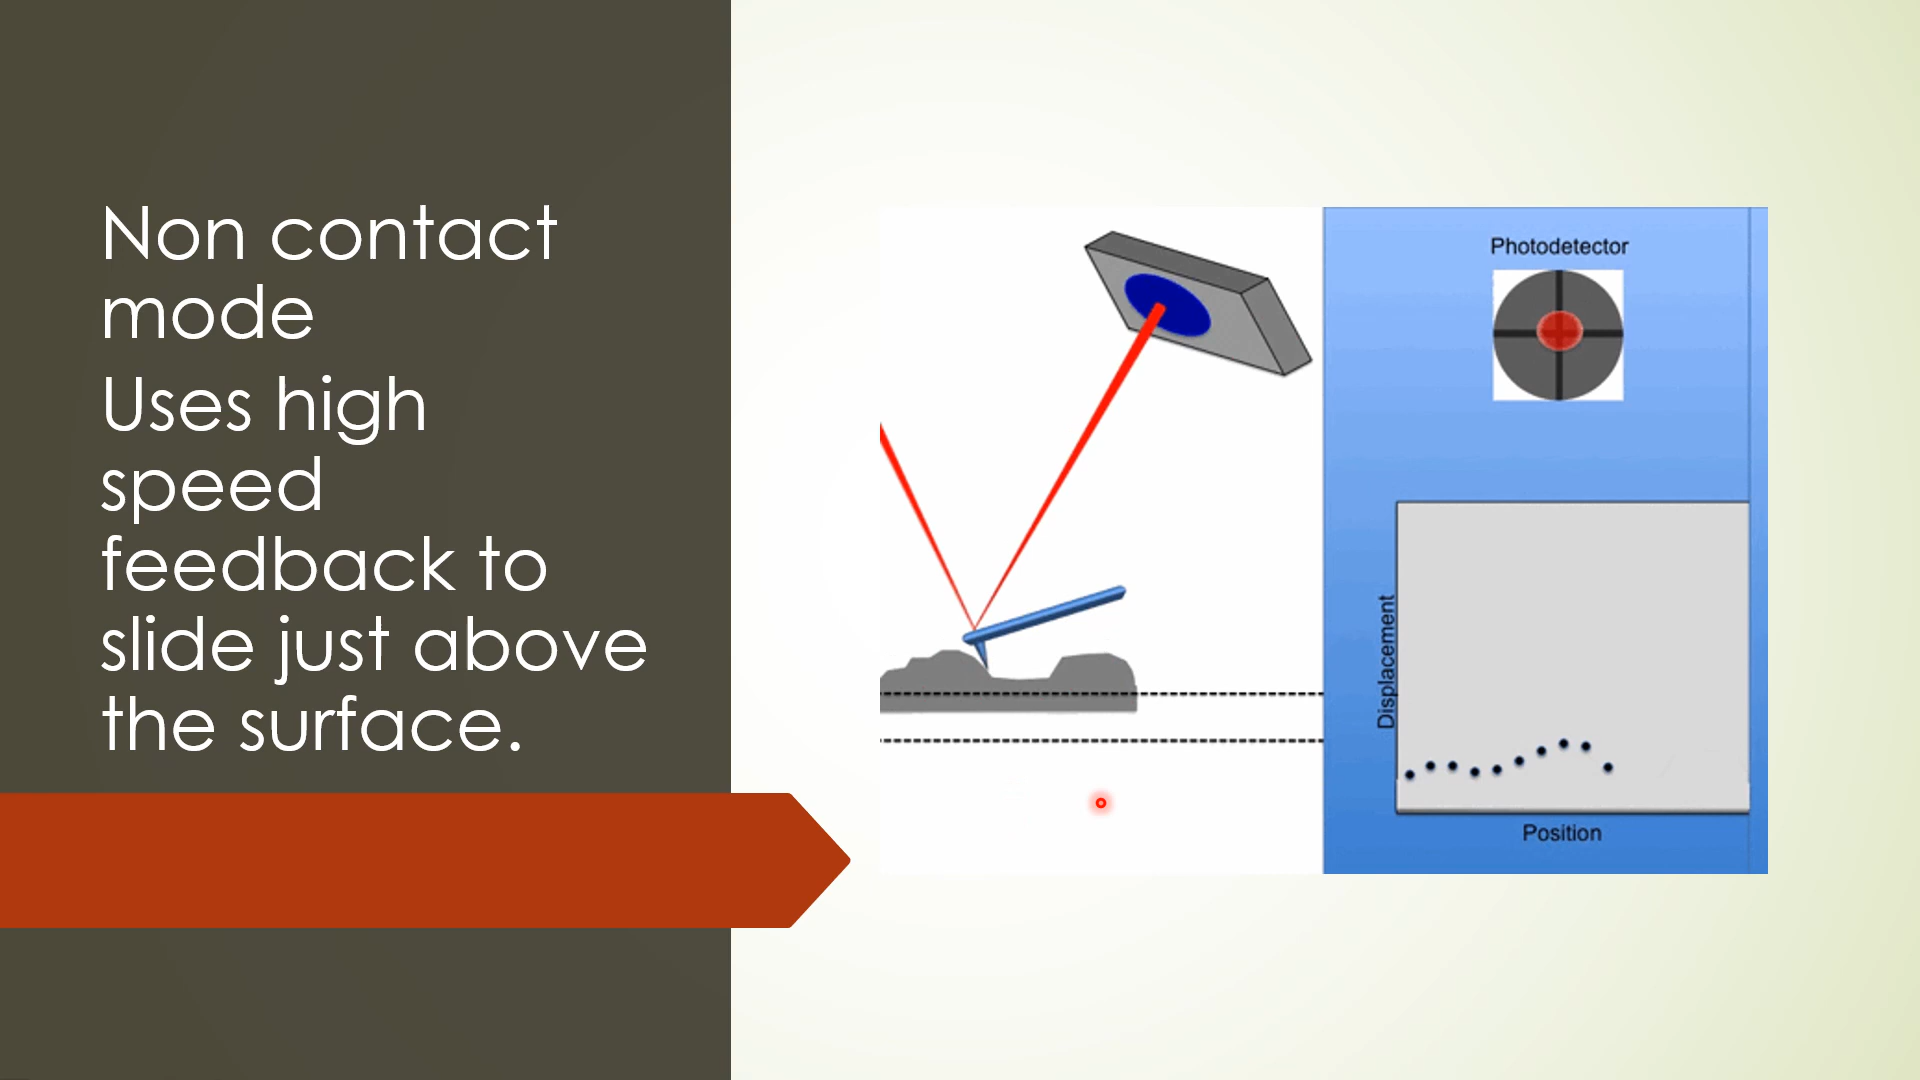 Non contact
mode
Uses high
speed
feedback to
slide just above
the surface.
Photodetector
Displacement
Position